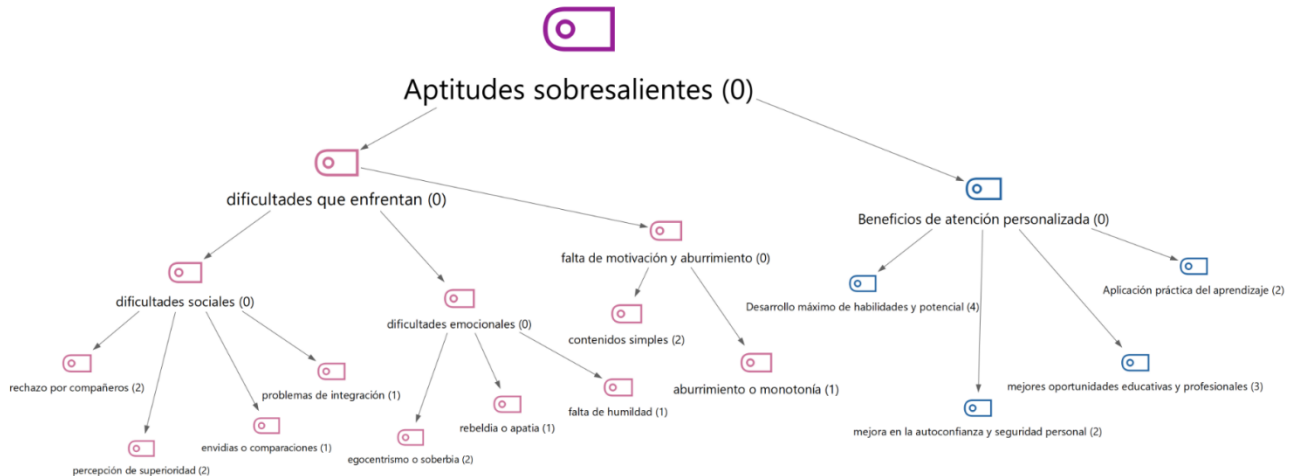 Aptitudes sobresalientes (0)
dificultades que enfrentan (0)
Beneficios de atención personalizada (0)
falta de motivación y aburrimiento (0)
dificultades sociales (0)
dificultades emocionales (0)
Desarrollo máximo de habilidades y potencial (4)
Aplicación práctica del aprendizaje (2)
contenidos simples (2)
rechazo por compañeros (2)
problemas de integración (1)
aburrimiento o monotonía (1)
mejores oportunidades educativas y profesionales (3)
falta de humildad (1)
rebeldia o apatia (1)
envidias o comparaciones (1)
mejora en la autoconfianza y seguridad personal (2)
egocentrismo o soberbia (2)
percepción de superioridad (2)